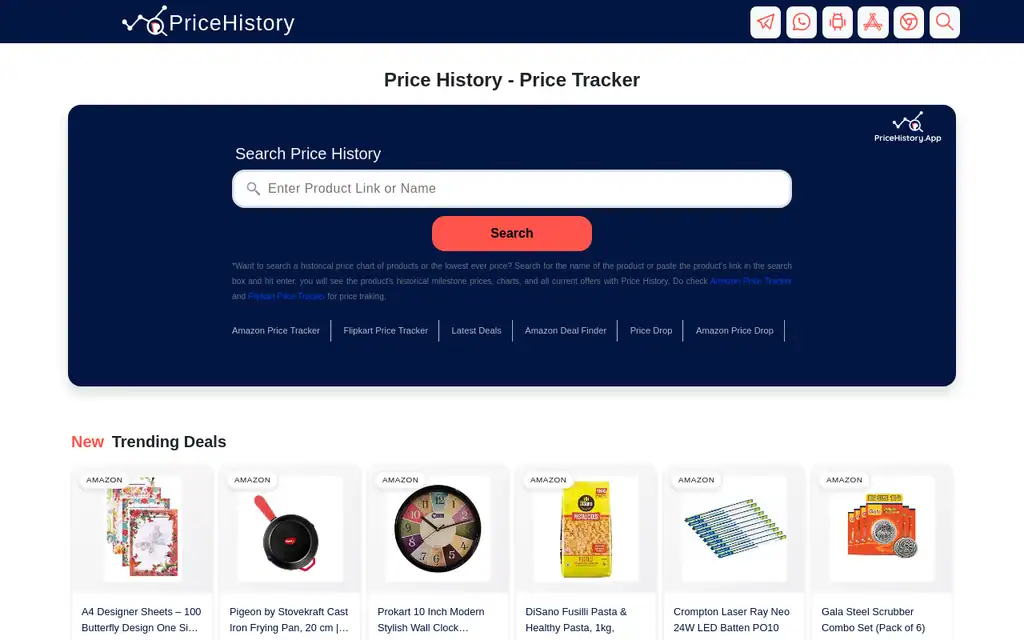 PriceHistory
Price History - Price Tracker
PriceHistory.App
Search Price History
Enter Product Link or Name
Search
*Want to search a historical price chart of products or the lowest ever price? Search for the name of the product or paste the product's link in the search
box and hit enter. you will see the product's historical milestone prices, charts, and all current offers with Price History. Do check Amazon Price Tracker
and Flipkart Price Tracker for price traking.
Amazon Price Tracker
Flipkart Price Tracker
Latest Deals
Amazon Deal Finder
Price Drop
Amazon Price Drop
New Trending Deals
AMAZON
AMAZON
AMAZON
AMAZON
AMAZON
AMAZON
A4 Designer Sheets – 100
Butterfly Design One Si…
Pigeon by Stovekraft Cast
Iron Frying Pan, 20 cm |…
Prokart 10 Inch Modern
Stylish Wall Clock…
DiSano Fusilli Pasta &
Healthy Pasta, 1kg,
Crompton Laser Ray Neo
24W LED Batten PO10
Gala Steel Scrubber
Combo Set (Pack of 6)